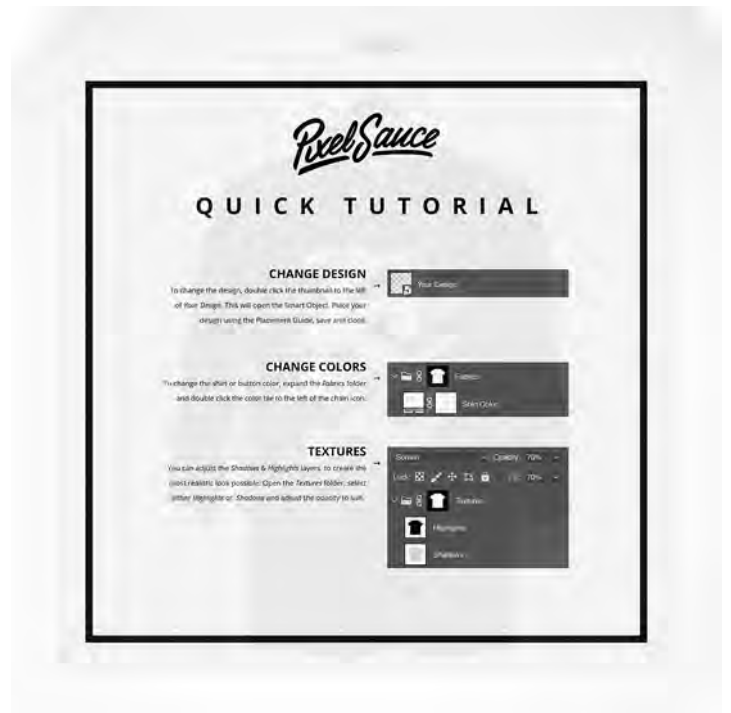 PixelSauce
QUICK TUTORIAL
CHANGE DESIGN
To change the design, double click the thumbnail to the left
of Your Design. This will open the Smart Object. Place your
design using the Placement Guide, save and close.
→
Your Design
CHANGE COLORS
To change the shirt or button color, expand the Fabrics folder
and double click the color tile to the left of the chain icon.
→
Fabrics
Shirt Color
TEXTURES
You can adjust the Shadows & Highlights layers, to create the
most realistic look possible. Open the Textures folder, select
either Highlights or Shadows and adjust the opacity to suit.
→
Screen Opacity: 70%
Lock: 70%
Textures
Highlights
Shadows